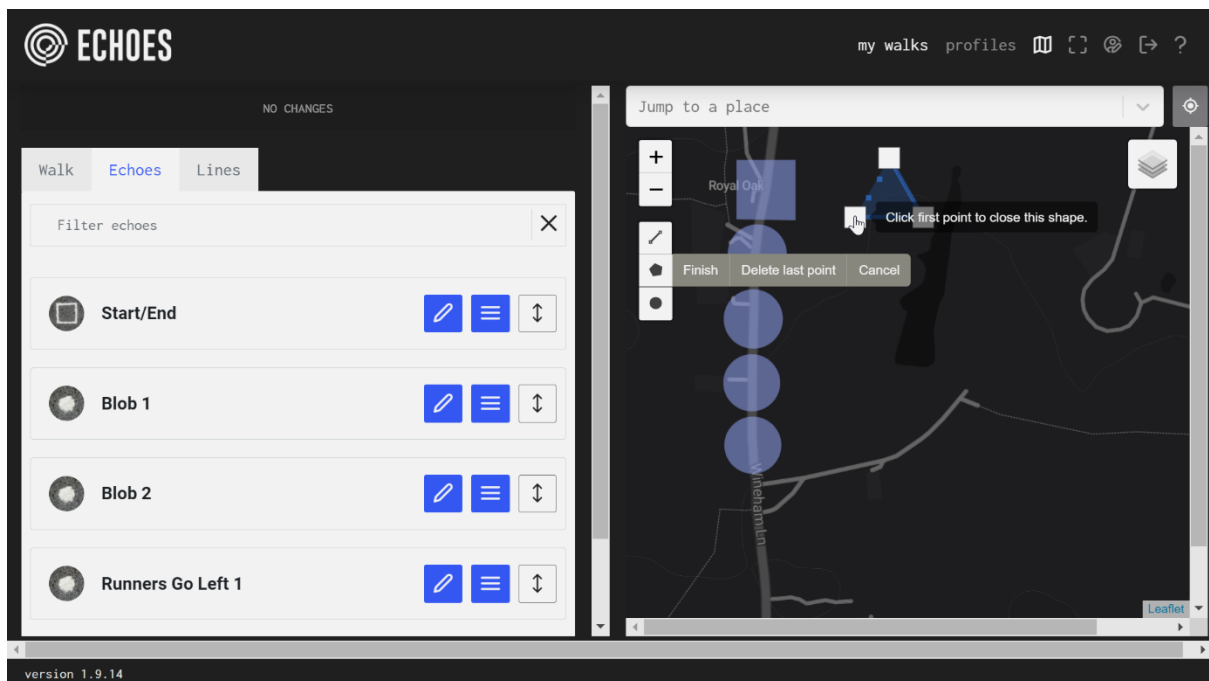 ECHOES
my walks profiles ?
NO CHANGES
Walk Echoes Lines
Filter echoes
Start/End
Blob 1
Blob 2
Runners Go Left 1
Jump to a place
+
−
Royal Oak
Click first point to close this shape.
Finish Delete last point Cancel
Wineham Ln
Leaflet
version 1.9.14